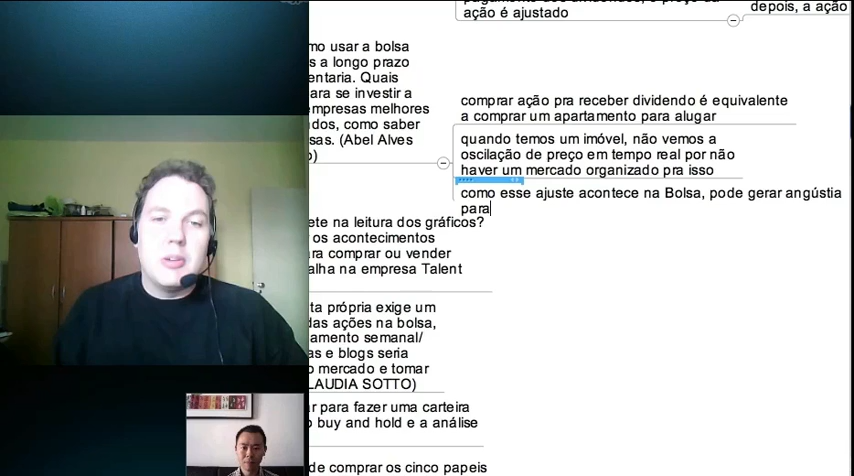 ação é ajustado
depois, a ação
mo usar a bolsa
s a longo prazo
entaria. Quais
ara se investir a
empresas melhores
dos, como saber
sas. (Abel Alves
o)
comprar ação pra receber dividendo é equivalente
a comprar um apartamento para alugar
quando temos um imóvel, não vemos a
oscilação de preço em tempo real por não
haver um mercado organizado pra isso
como esse ajuste acontece na Bolsa, pode gerar angústia
para
ete na leitura dos gráficos?
os acontecimentos
ara comprar ou vender
alha na empresa Talent
ta própria exige um
das ações na bolsa,
amento semanal/
as e blogs seria
o mercado e tomar
LAUDIA SOTTO)
ar para fazer uma carteira
o buy and hold e a análise
de comprar os cinco papeis